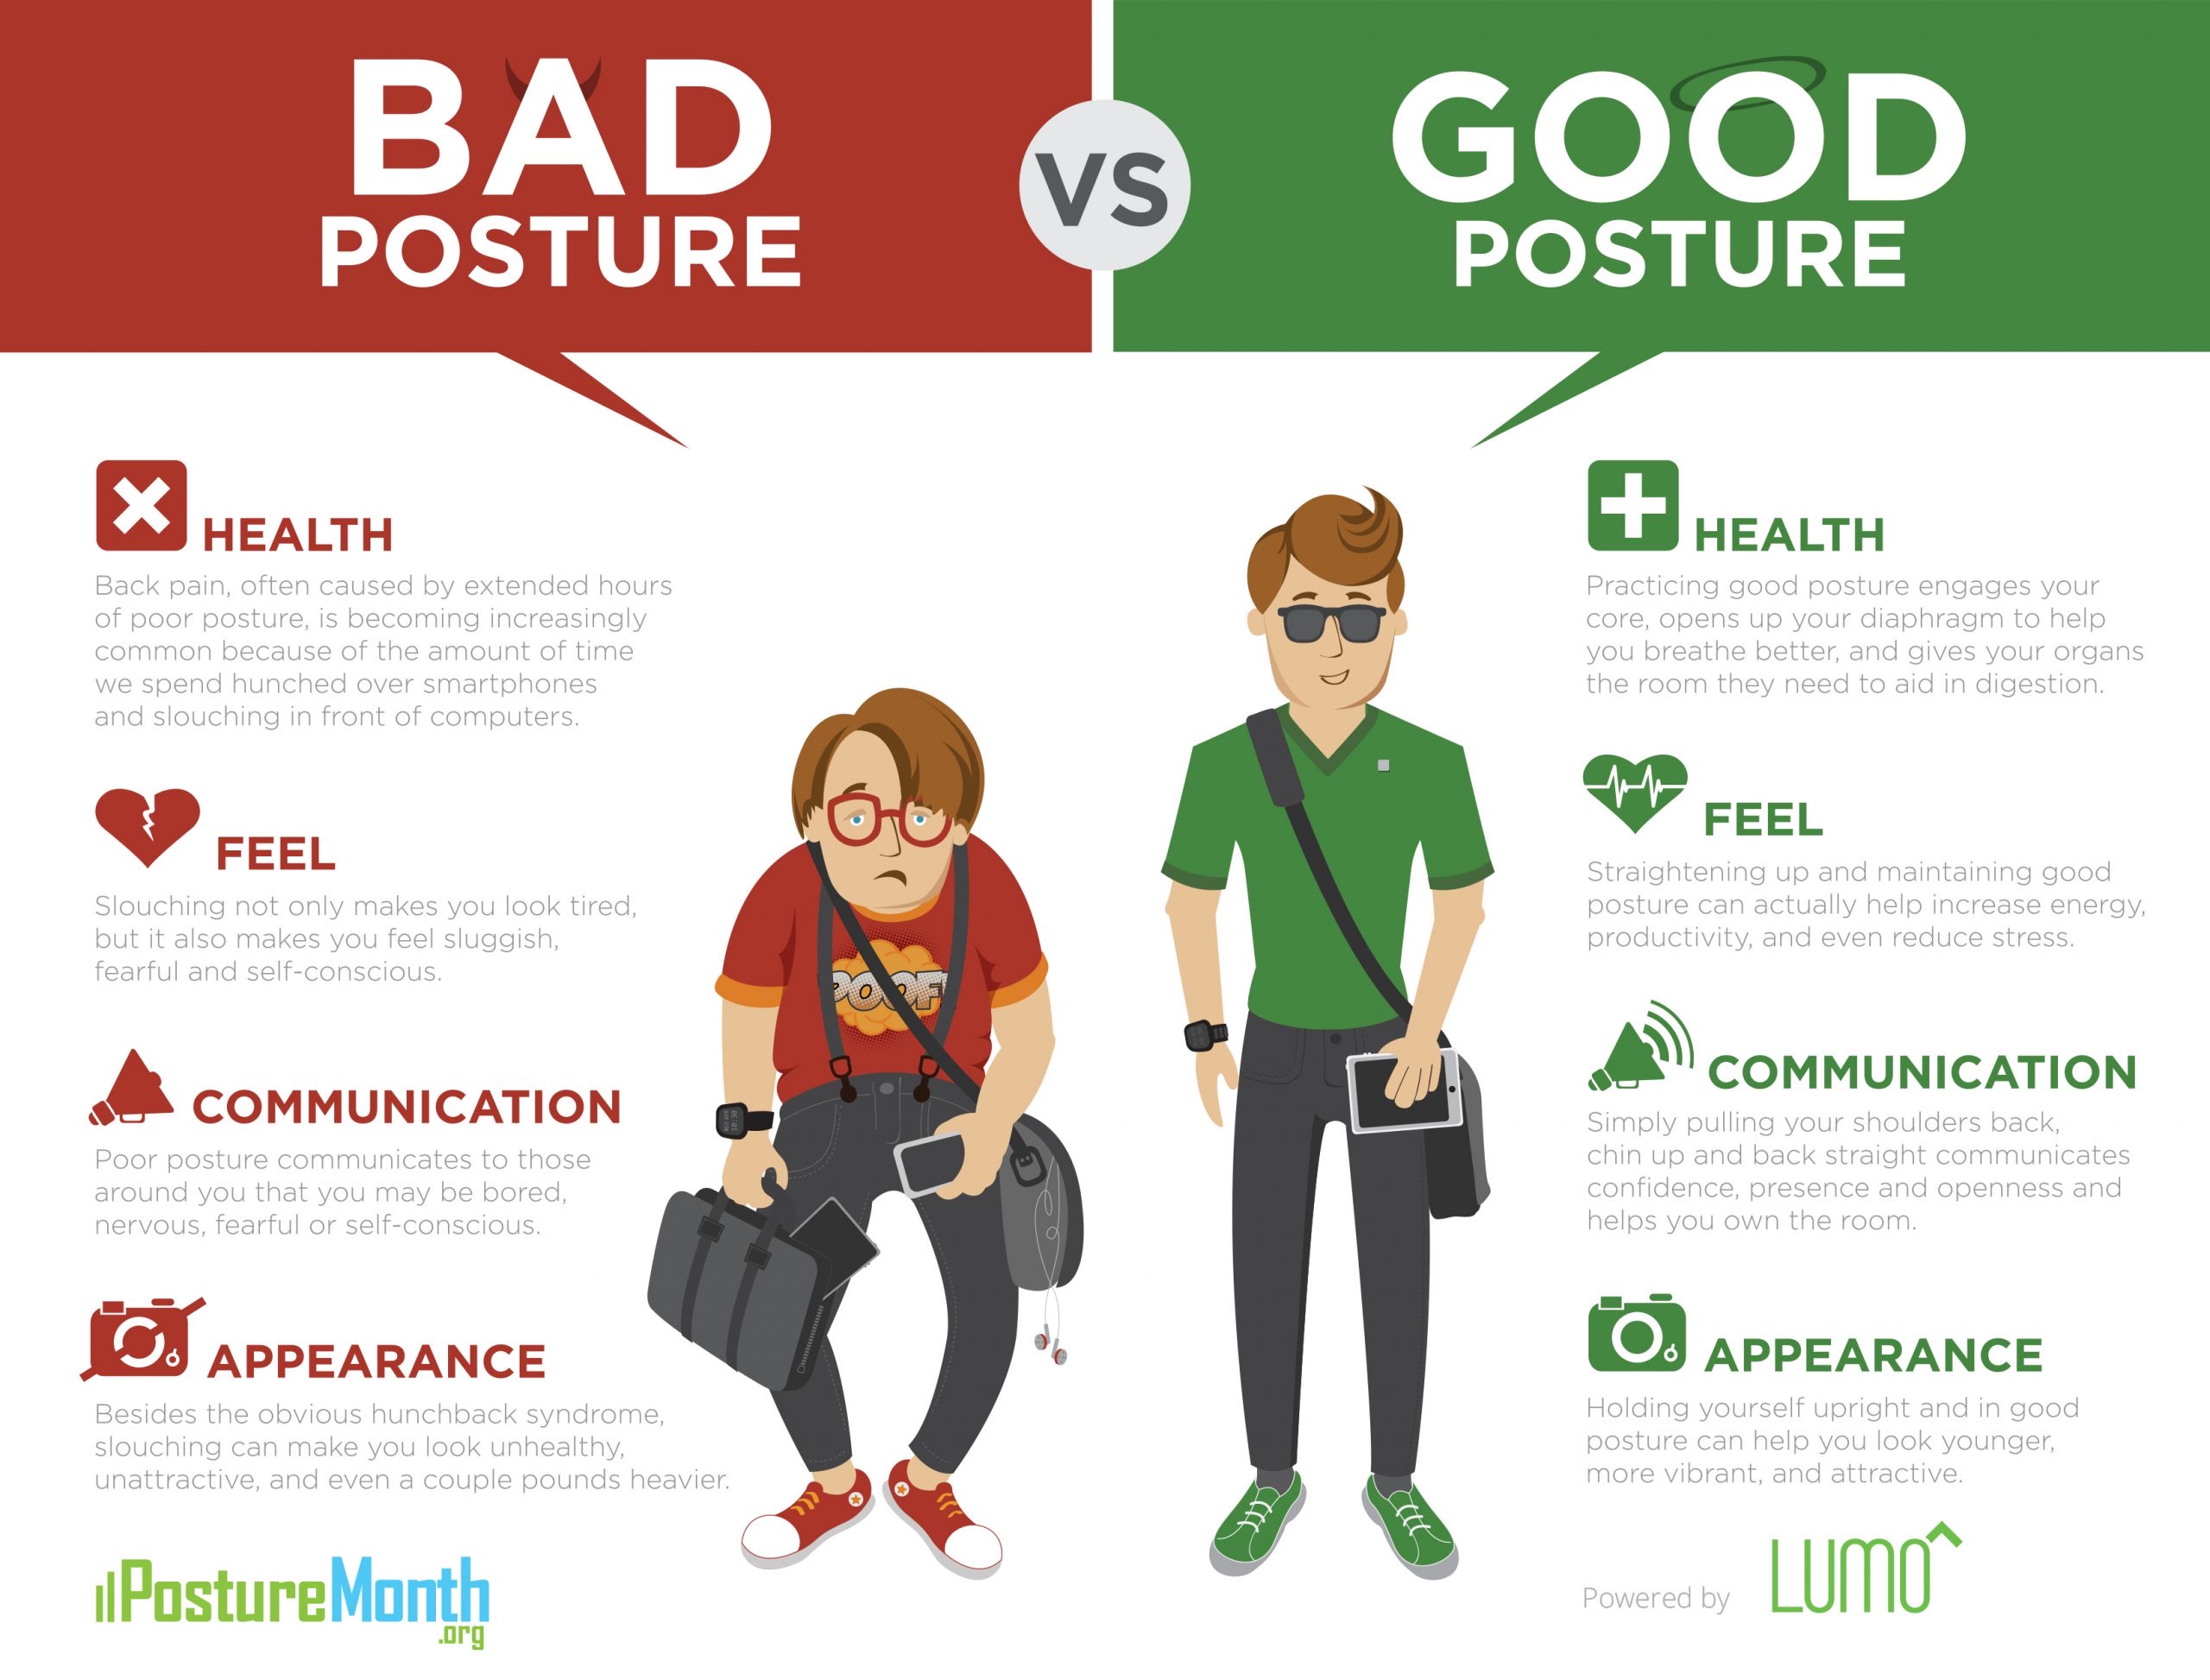 BAD
POSTURE
VS
GOOD
POSTURE
HEALTH
Back pain, often caused by extended hours
of poor posture, is becoming increasingly
common because of the amount of time
we spend hunched over smartphones
and slouching in front of computers.
FEEL
Slouching not only makes you look tired,
but it also makes you feel sluggish,
fearful and self-conscious.
COMMUNICATION
Poor posture communicates to those
around you that you may be bored,
nervous, fearful or self-conscious.
APPEARANCE
Besides the obvious hunchback syndrome,
slouching can make you look unhealthy,
unattractive, and even a couple pounds heavier.
PostureMonth
.org
POOF
HEALTH
Practicing good posture engages your
core, opens up your diaphragm to help
you breathe better, and gives your organs
the room they need to aid in digestion.
FEEL
Straightening up and maintaining good
posture can actually help increase energy,
productivity, and even reduce stress.
COMMUNICATION
Simply pulling your shoulders back,
chin up and back straight communicates
confidence, presence and openness and
helps you own the room.
APPEARANCE
Holding yourself upright and in good
posture can help you look younger,
more vibrant, and attractive.
Powered by LUMO